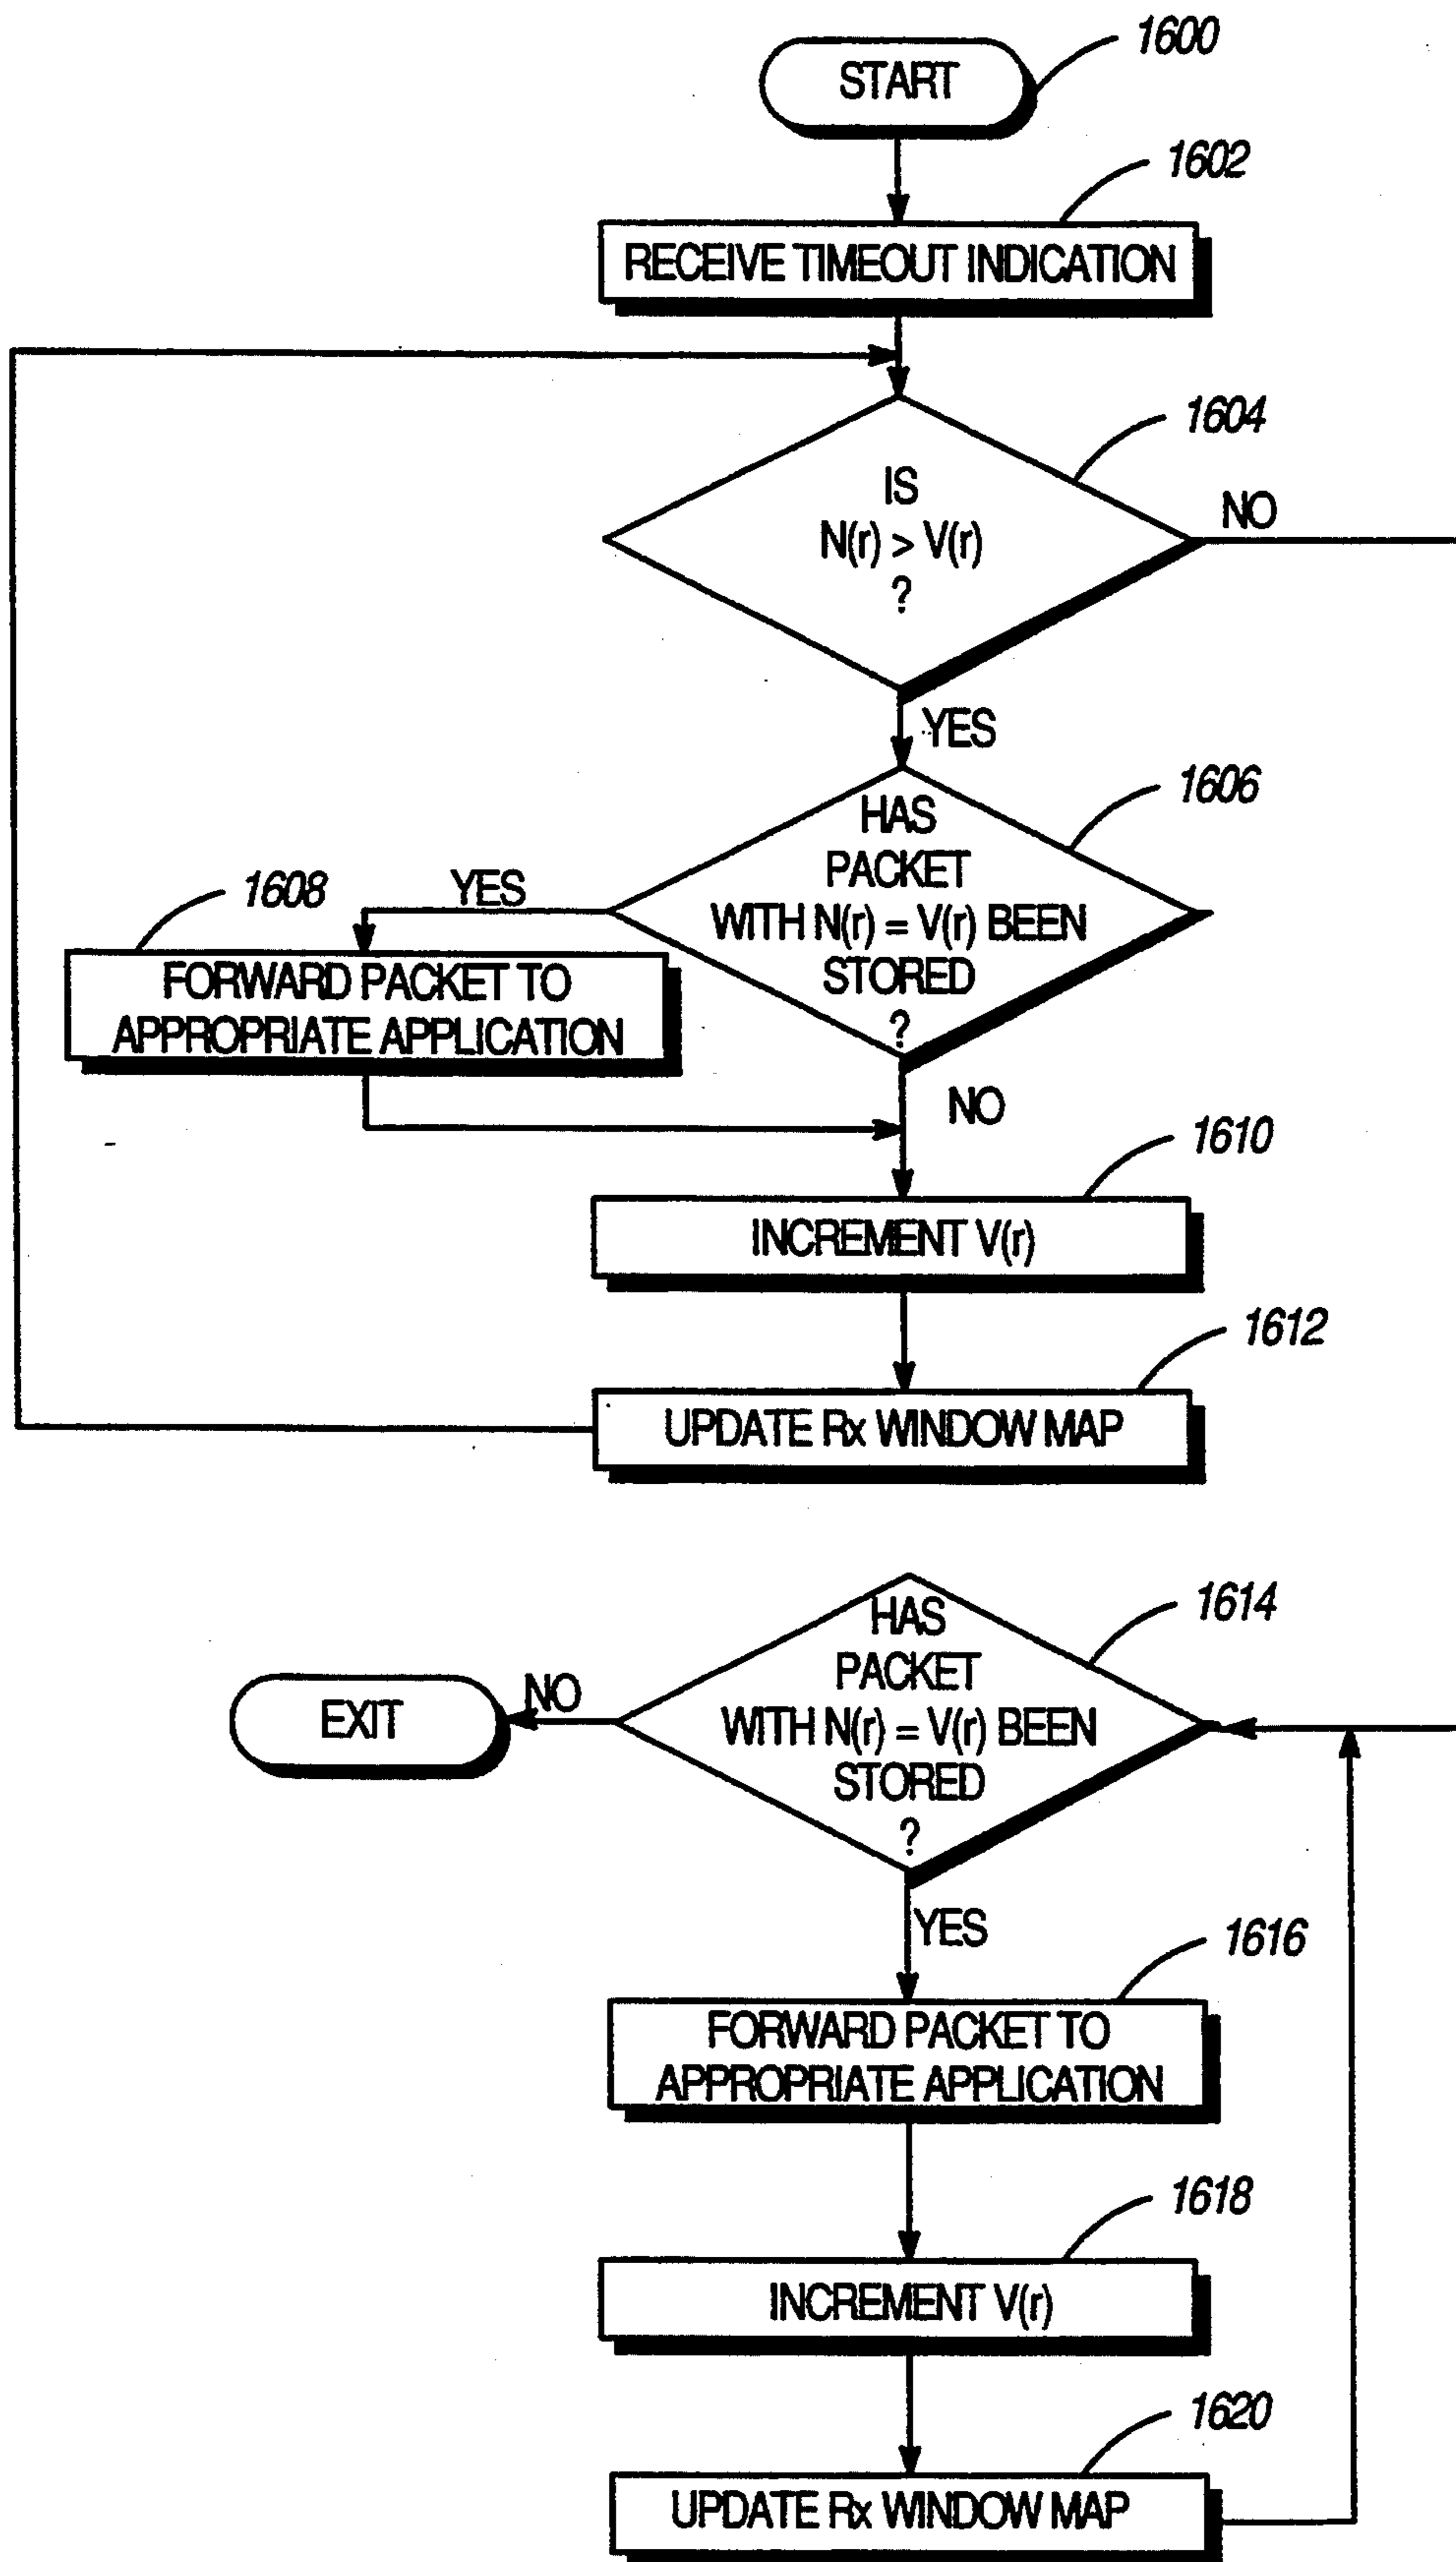 1600
START
1602
RECEIVE TIMEOUT INDICATION
1604
IS
N(r) > V(r)
?
NO
YES
1606
HAS
PACKET
WITH N(r) = V(r) BEEN
STORED
?
YES
1608
FORWARD PACKET TO
APPROPRIATE APPLICATION
NO
1610
INCREMENT V(r)
1612
UPDATE Rx WINDOW MAP
1614
HAS
PACKET
WITH N(r) = V(r) BEEN
STORED
?
NO
EXIT
YES
1616
FORWARD PACKET TO
APPROPRIATE APPLICATION
1618
INCREMENT V(r)
1620
UPDATE Rx WINDOW MAP